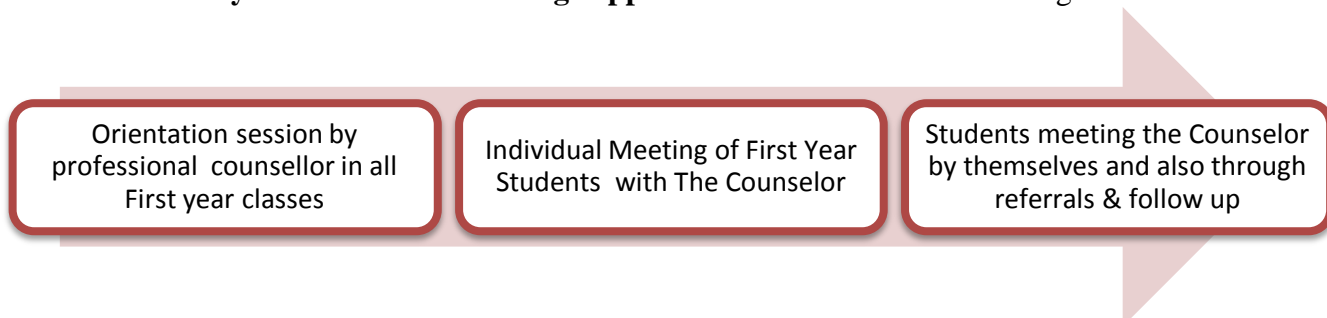 Orientation session by
professional counsellor in all
First year classes
Individual Meeting of First Year
Students with The Counselor
Students meeting the Counselor
by themselves and also through
referrals & follow up